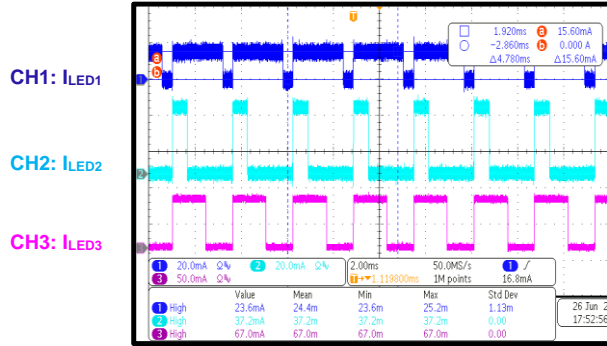 T
1.920ms a 15.60mA
-2.860ms b 0.000 A
Δ4.780ms Δ15.60mA
CH1: ILED1
a
b
1
CH2: ILED2
2
CH3: ILED3
1 20.0mA Ω 2 20.0mA Ω 2.00ms 50.0MS/s 1
3 50.0mA Ω T→▼1.119800ms 1M points 16.8mA
Value Mean Min Max Std Dev
1 High 23.6mA 24.4m 23.6m 25.2m 1.13m
2 High 37.2mA 37.2m 37.2m 37.2m 0.00
3 High 67.0mA 67.0m 67.0m 67.0m 0.00
26 Jun 2
17:52:56